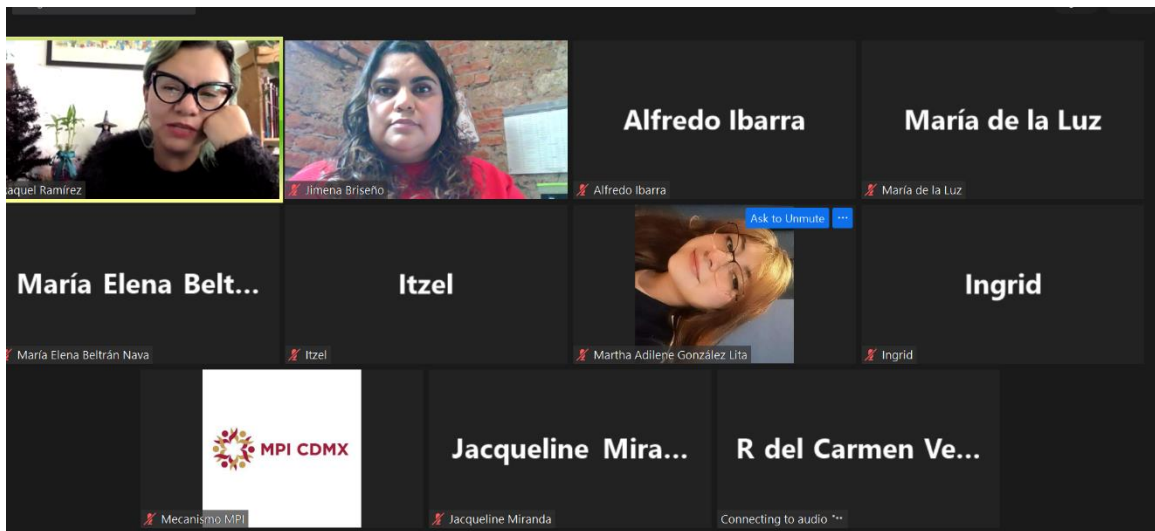 Alfredo Ibarra
María de la Luz
aquel Ramírez
Jimena Briseño
Alfredo Ibarra
María de la Luz
Ask to Unmute
María Elena Belt...
Itzel
Ingrid
María Elena Beltrán Nava
Itzel
Martha Adilene González Lita
Ingrid
MPI CDMX
Jacqueline Mira...
R del Carmen Ve...
Mecanismo MPI
Jacqueline Miranda
Connecting to audio